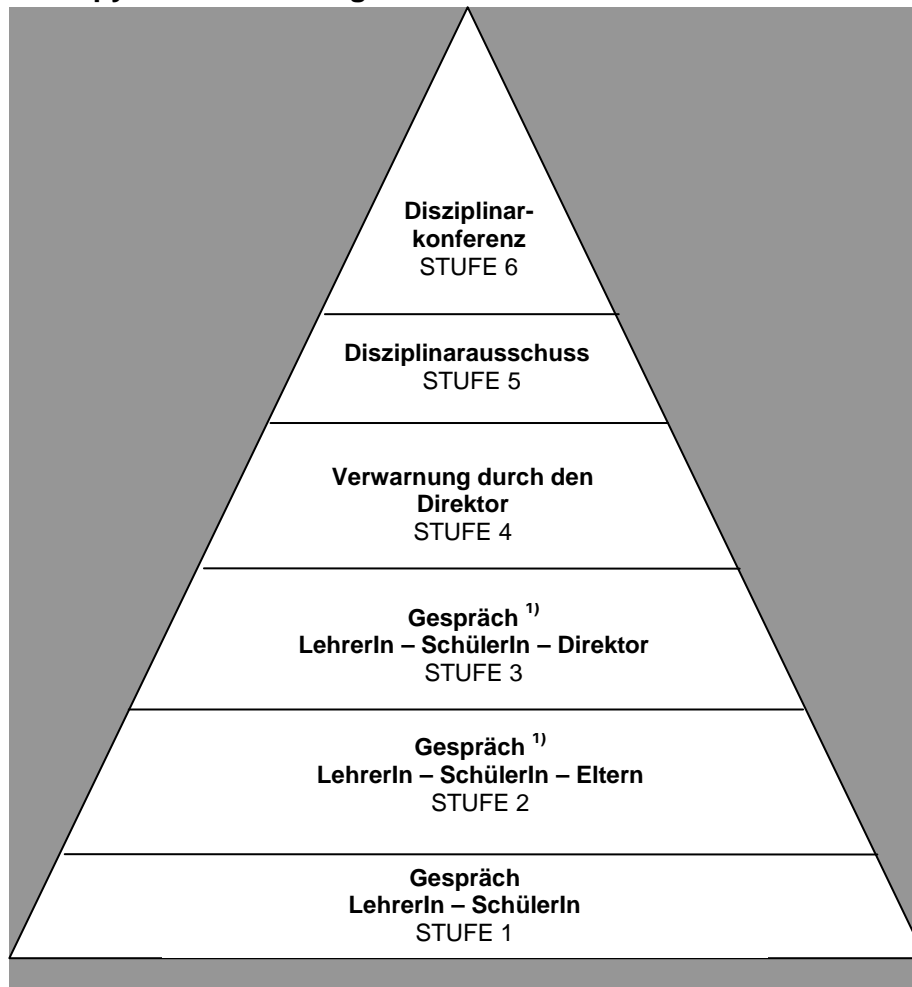 Disziplinar-
konferenz
STUFE 6
Disziplinarausschuss
STUFE 5
Verwarnung durch den
Direktor
STUFE 4
Gespräch 1)
LehrerIn – SchülerIn – Direktor
STUFE 3
Gespräch 1)
LehrerIn – SchülerIn – Eltern
STUFE 2
Gespräch
LehrerIn – SchülerIn
STUFE 1